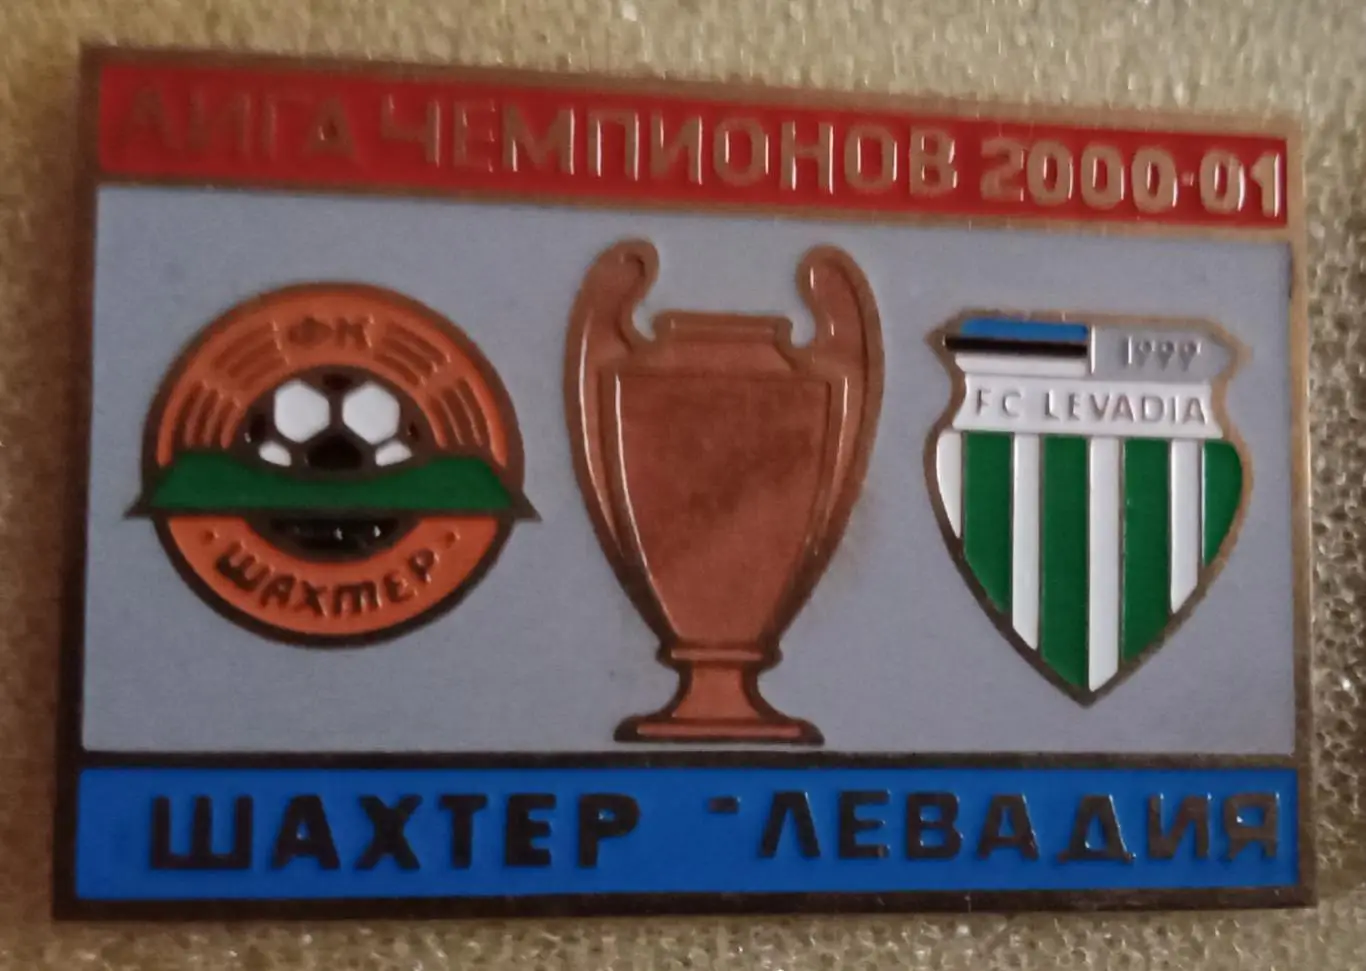 ЛИГА ЧЕМПИОНОВ 2000-01
ФК
· ШАХТЕР ·
1999
FC LEVADIA
ШАХТЕР - ЛЕВАДИЯ